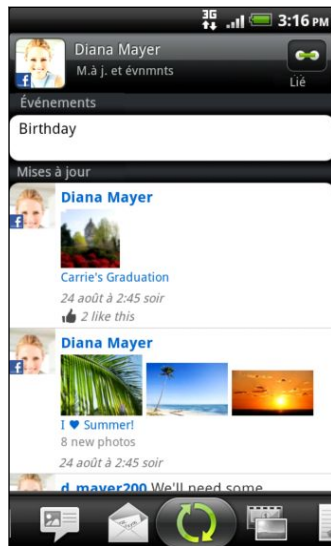 3G
3:16 PM
Diana Mayer
M.à j. et évnmnts
Lié
Événements
Birthday
Mises à jour
Diana Mayer
Carrie's Graduation
24 août à 2:45 soir
2 like this
Diana Mayer
I ♥ Summer!
8 new photos
24 août à 2:45 soir
d_mayer200 We'll need some